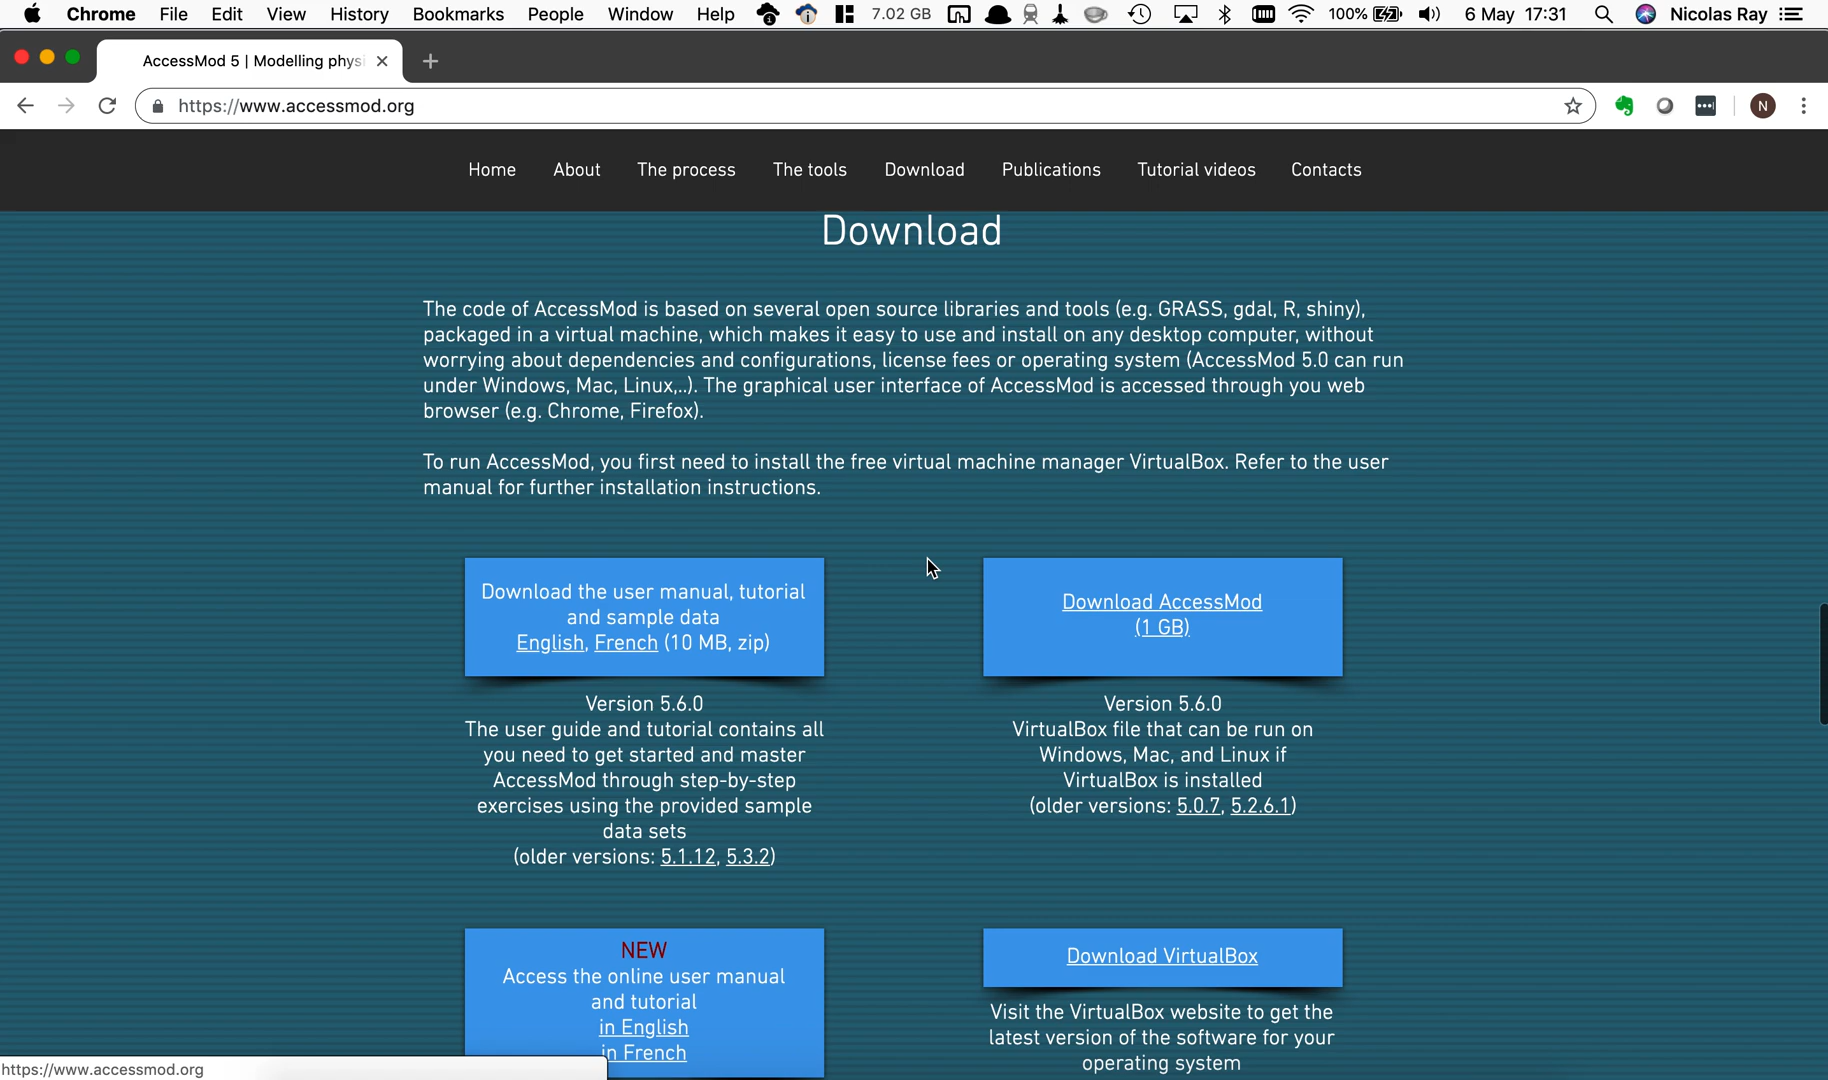 Chrome File Edit View History Bookmarks People Window Help 7.02 GB 100% 6 May 17:31 Nicolas Ray
AccessMod 5 | Modelling physi
https://www.accessmod.org N
Home About The process The tools Download Publications Tutorial videos Contacts
Download
The code of AccessMod is based on several open source libraries and tools (e.g. GRASS, gdal, R, shiny),
packaged in a virtual machine, which makes it easy to use and install on any desktop computer, without
worrying about dependencies and configurations, license fees or operating system (AccessMod 5.0 can run
under Windows, Mac, Linux,..). The graphical user interface of AccessMod is accessed through you web
browser (e.g. Chrome, Firefox).
To run AccessMod, you first need to install the free virtual machine manager VirtualBox. Refer to the user
manual for further installation instructions.
Download the user manual, tutorial
and sample data
English, French (10 MB, zip)
Version 5.6.0
The user guide and tutorial contains all
you need to get started and master
AccessMod through step-by-step
exercises using the provided sample
data sets
(older versions: 5.1.12, 5.3.2)
Download AccessMod
(1 GB)
Version 5.6.0
VirtualBox file that can be run on
Windows, Mac, and Linux if
VirtualBox is installed
(older versions: 5.0.7, 5.2.6.1)
NEW
Access the online user manual
and tutorial
in English
in French
Download VirtualBox
Visit the VirtualBox website to get the
latest version of the software for your
operating system
https://www.accessmod.org